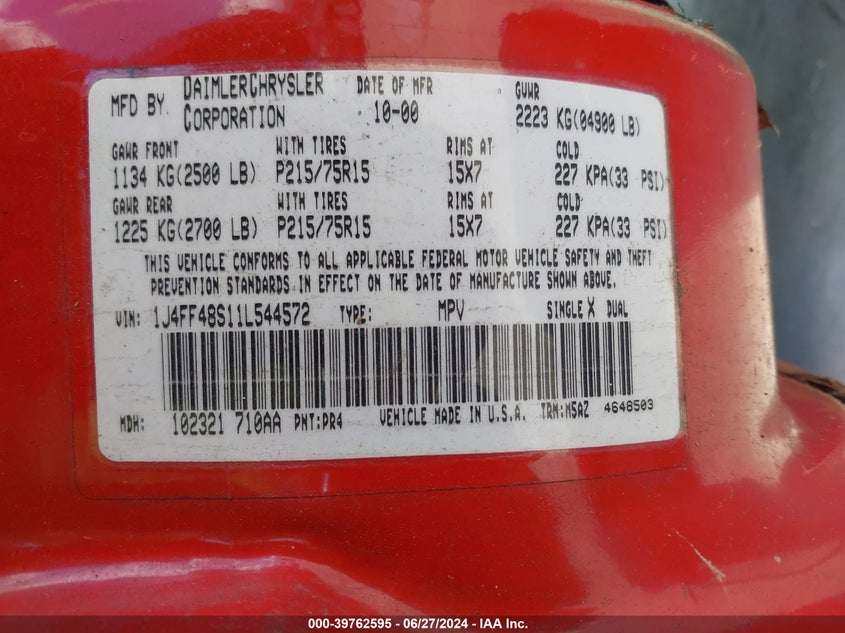 MFD BY DAIMLERCHRYSLER CORPORATION DATE OF MFR 10-00 GVWR 2223 KG(04900 LB)
GAWR FRONT WITH TIRES RIMS AT COLD
1134 KG(2500 LB) P215/75R15 15X7 227 KPA(33 PSI)
GAWR REAR WITH TIRES RIMS AT COLD
1225 KG(2700 LB) P215/75R15 15X7 227 KPA(33 PSI)
THIS VEHICLE CONFORMS TO ALL APPLICABLE FEDERAL MOTOR VEHICLE SAFETY AND THEFT
PREVENTION STANDARDS IN EFFECT ON THE DATE OF MANUFACTURE SHOWN ABOVE.
VIN: 1J4FF48S11L544572 TYPE: MPV SINGLE X DUAL
MDH: 102321 710AA PNT:PR4 VEHICLE MADE IN U.S.A. TRM:M5AZ 4648503
000-39762595 - 06/27/2024 - IAA Inc.